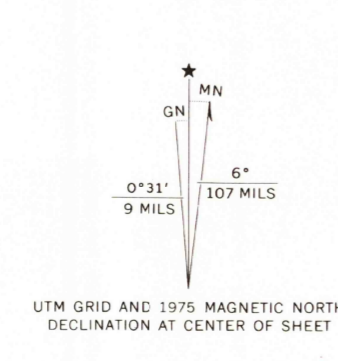 ★
MN
GN
0°31'
9 MILS
6°
107 MILS
UTM GRID AND 1975 MAGNETIC NORTH
DECLINATION AT CENTER OF SHEET